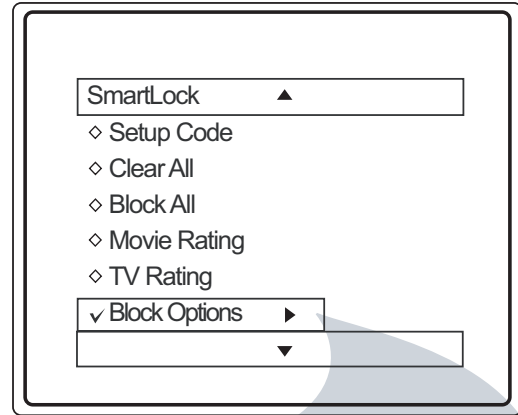 SmartLock
Setup Code
Clear All
Block All
Movie Rating
TV Rating
Block Options